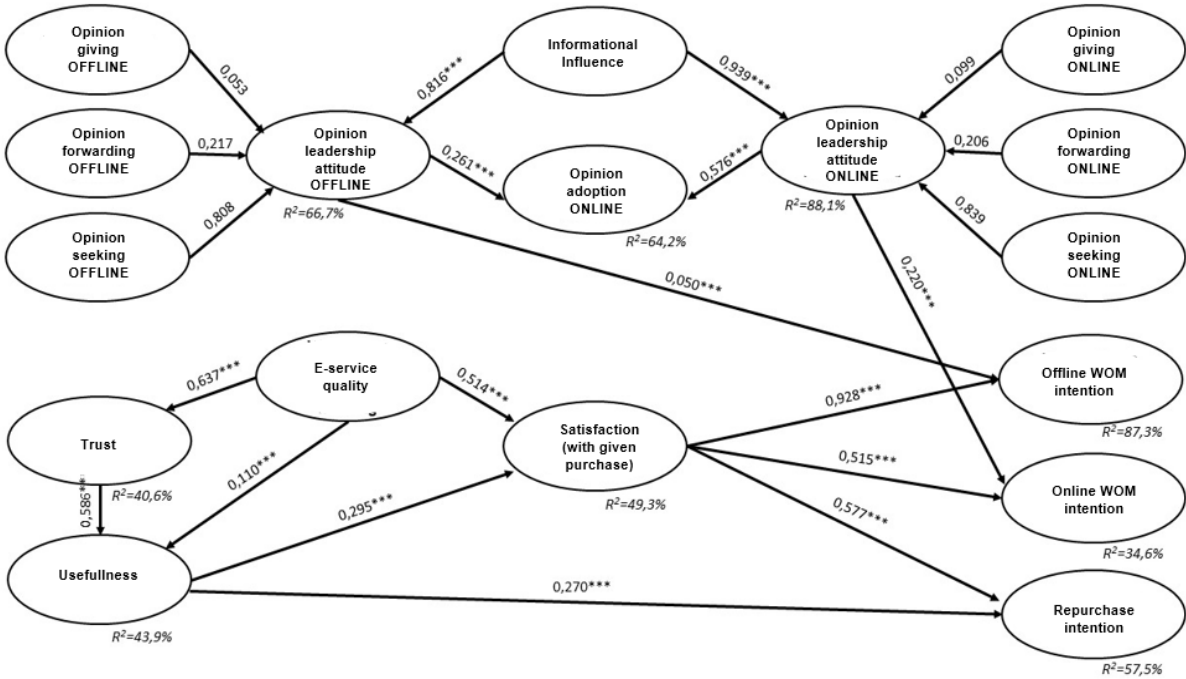 Opinion
giving
OFFLINE
Informational
Influence
Opinion
giving
ONLINE
0,053
0,816***
0,939***
0,099
Opinion
forwarding
OFFLINE
0,217
Opinion
leadership
attitude
OFFLINE
R²=66,7%
0,261***
Opinion
adoption
ONLINE
R²=64,2%
0,576***
Opinion
leadership
attitude
ONLINE
R²=88,1%
0,206
Opinion
forwarding
ONLINE
0,808
0,839
Opinion
seeking
OFFLINE
Opinion
seeking
ONLINE
0,050***
0,220***
E-service
quality
0,637***
0,514***
Offline WOM
intention
R²=87,3%
0,928***
Trust
R²=40,6%
0,110***
Satisfaction
(with given
purchase)
R²=49,3%
0,515***
Online WOM
intention
R²=34,6%
0,586**
0,295***
0,577***
Usefullness
R²=43,9%
0,270***
Repurchase
intention
R²=57,5%